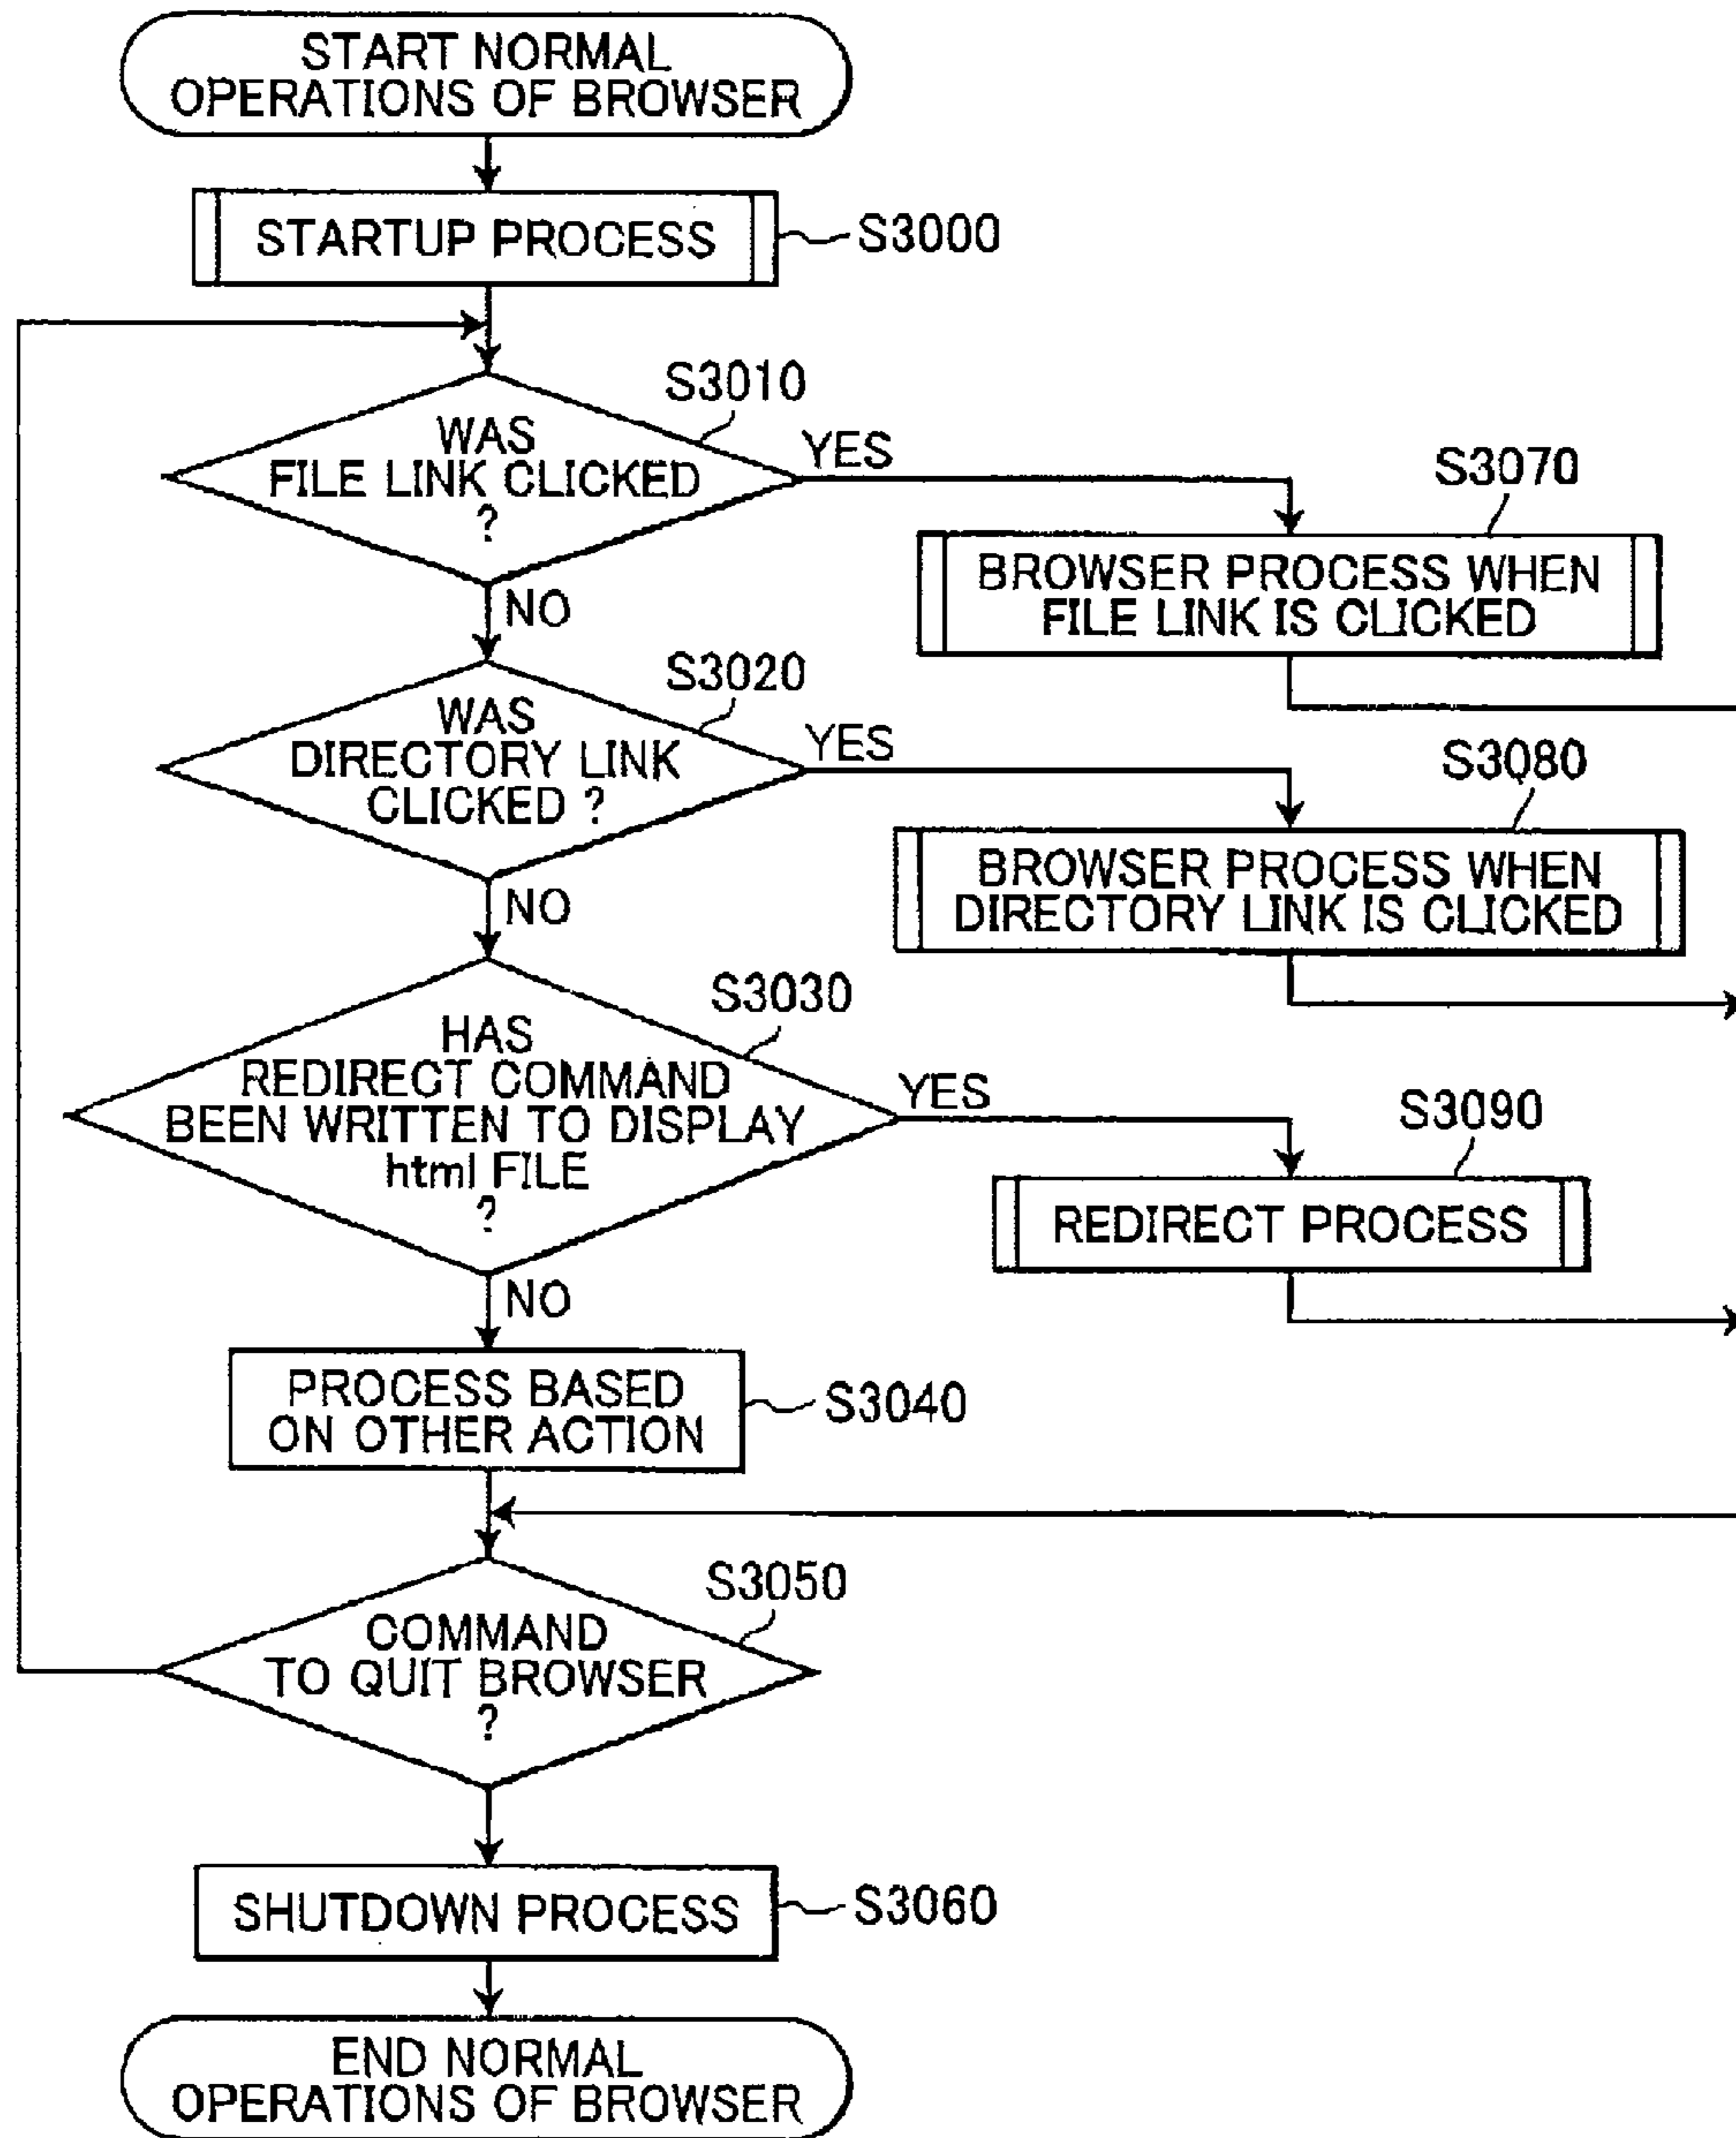 START NORMAL
OPERATIONS OF BROWSER
STARTUP PROCESS
S3000
S3010
WAS
FILE LINK CLICKED
?
YES
NO
S3070
BROWSER PROCESS WHEN
FILE LINK IS CLICKED
S3020
WAS
DIRECTORY LINK
CLICKED ?
YES
NO
S3080
BROWSER PROCESS WHEN
DIRECTORY LINK IS CLICKED
S3030
HAS
REDIRECT COMMAND
BEEN WRITTEN TO DISPLAY
html FILE
?
YES
NO
S3090
REDIRECT PROCESS
PROCESS BASED
ON OTHER ACTION
S3040
S3050
COMMAND
TO QUIT BROWSER
?
SHUTDOWN PROCESS
S3060
END NORMAL
OPERATIONS OF BROWSER